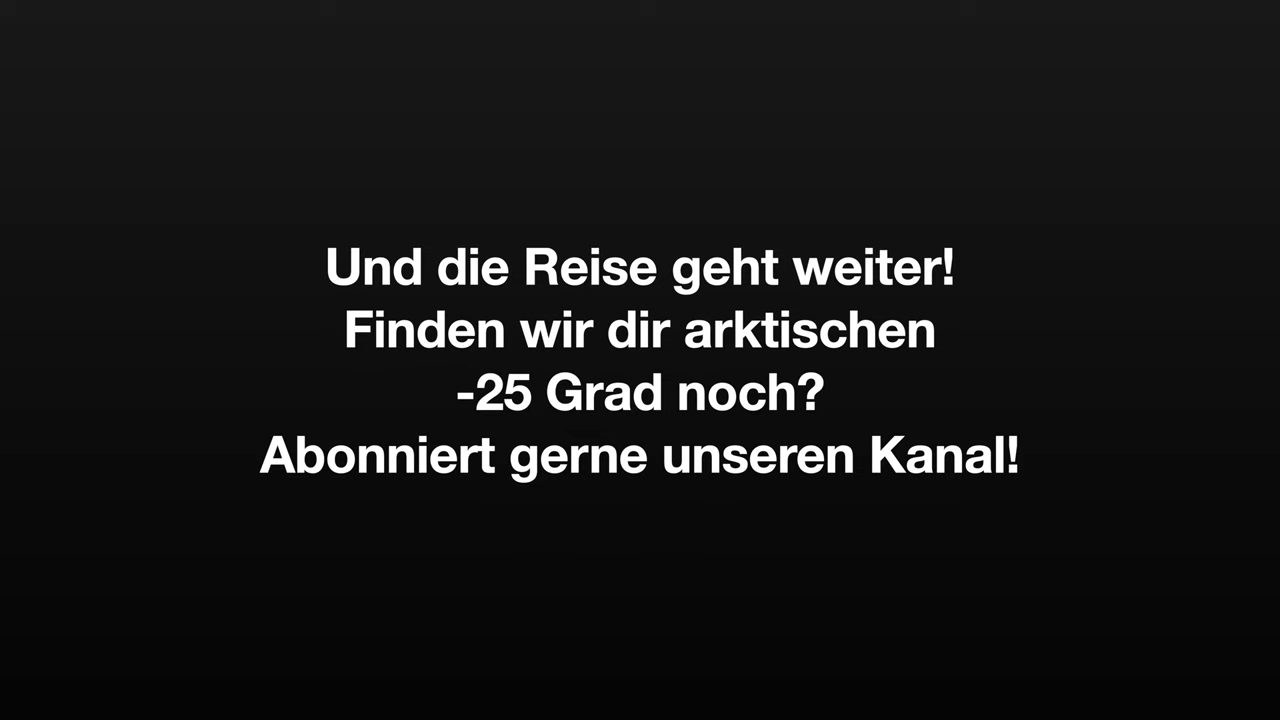 Und die Reise geht weiter!
Finden wir dir arktischen
-25 Grad noch?
Abonniert gerne unseren Kanal!